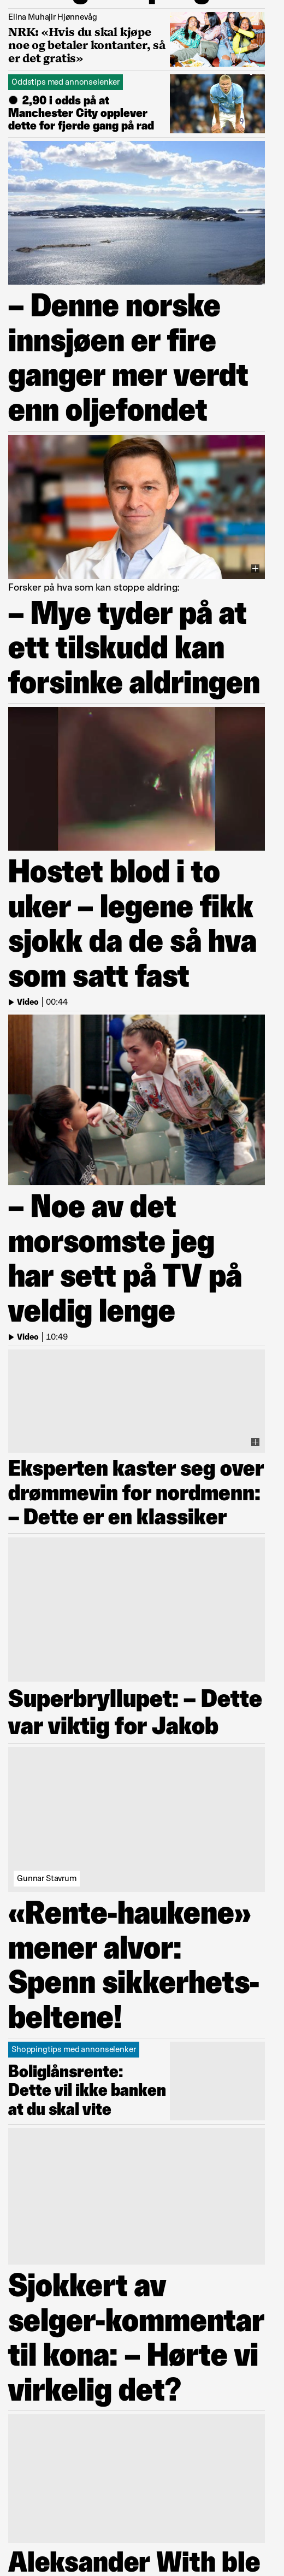 Elina Muhajir Hjønnevåg
NRK: «Hvis du skal kjøpe
noe og betaler kontanter, så
er det gratis»
Oddstips med annonselenker
● 2,90 i odds på at
Manchester City opplever
dette for fjerde gang på rad
– Denne norske
innsjøen er fire
ganger mer verdt
enn oljefondet
Forsker på hva som kan stoppe aldring:
– Mye tyder på at
ett tilskudd kan
forsinke aldringen
Hostet blod i to
uker – legene fikk
sjokk da de så hva
som satt fast
Video | 00:44
– Noe av det
morsomste jeg
har sett på TV på
veldig lenge
Video | 10:49
Eksperten kaster seg over
drømmevin for nordmenn:
– Dette er en klassiker
Superbryllupet: – Dette
var viktig for Jakob
Gunnar Stavrum
«Rente-haukene»
mener alvor:
Spenn sikkerhets-
beltene!
Shoppingtips med annonselenker
Boliglånsrente:
Dette vil ikke banken
at du skal vite
Sjokkert av
selger-kommentar
til kona: – Hørte vi
virkelig det?
Aleksander With ble